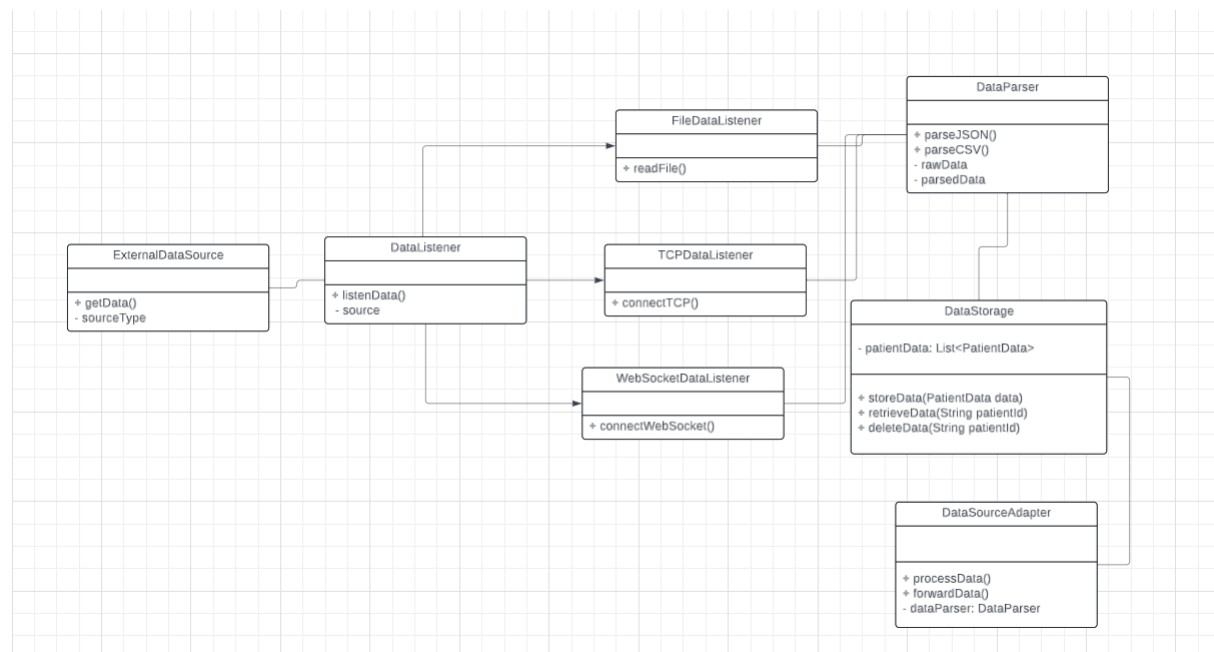 DataParser
+ parseJSON()
+ parseCSV()
- rawData
- parsedData
FileDataListener
+ readFile()
ExternalDataSource
+ getData()
- sourceType
DataListener
+ listenData()
- source
TCPDataListener
+ connectTCP()
WebSocketDataListener
+ connectWebSocket()
DataStorage
- patientData: List<PatientData>
+ storeData(PatientData data)
+ retrieveData(String patientId)
+ deleteData(String patientId)
DataSourceAdapter
+ processData()
+ forwardData()
- dataParser: DataParser